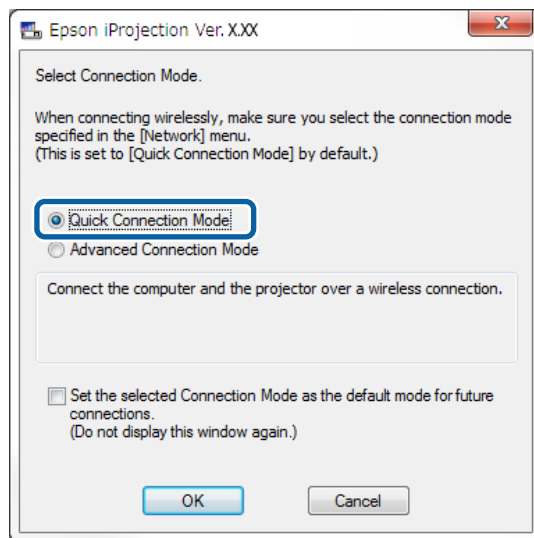 Epson iProjection Ver. X.XX
Select Connection Mode.
When connecting wirelessly, make sure you select the connection mode
specified in the [Network] menu.
(This is set to [Quick Connection Mode] by default.)
Quick Connection Mode
Advanced Connection Mode
Connect the computer and the projector over a wireless connection.
Set the selected Connection Mode as the default mode for future
connections.
(Do not display this window again.)
OK
Cancel